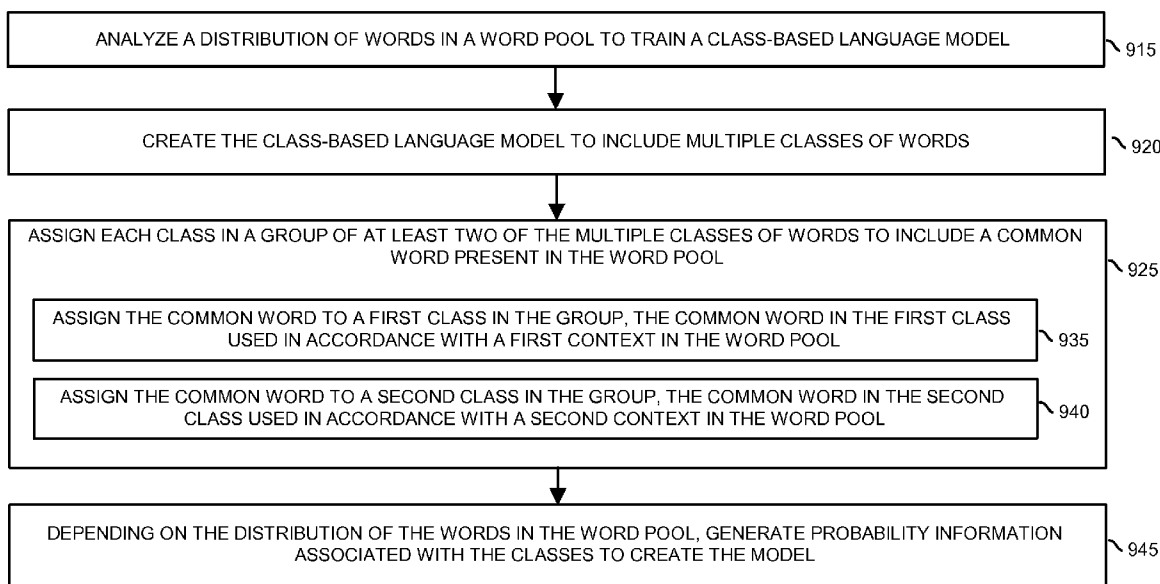 ANALYZE A DISTRIBUTION OF WORDS IN A WORD POOL TO TRAIN A CLASS-BASED LANGUAGE MODEL
915
CREATE THE CLASS-BASED LANGUAGE MODEL TO INCLUDE MULTIPLE CLASSES OF WORDS
920
ASSIGN EACH CLASS IN A GROUP OF AT LEAST TWO OF THE MULTIPLE CLASSES OF WORDS TO INCLUDE A COMMON
WORD PRESENT IN THE WORD POOL
925
ASSIGN THE COMMON WORD TO A FIRST CLASS IN THE GROUP, THE COMMON WORD IN THE FIRST CLASS
USED IN ACCORDANCE WITH A FIRST CONTEXT IN THE WORD POOL
935
ASSIGN THE COMMON WORD TO A SECOND CLASS IN THE GROUP, THE COMMON WORD IN THE SECOND
CLASS USED IN ACCORDANCE WITH A SECOND CONTEXT IN THE WORD POOL
940
DEPENDING ON THE DISTRIBUTION OF THE WORDS IN THE WORD POOL, GENERATE PROBABILITY INFORMATION
ASSOCIATED WITH THE CLASSES TO CREATE THE MODEL
945